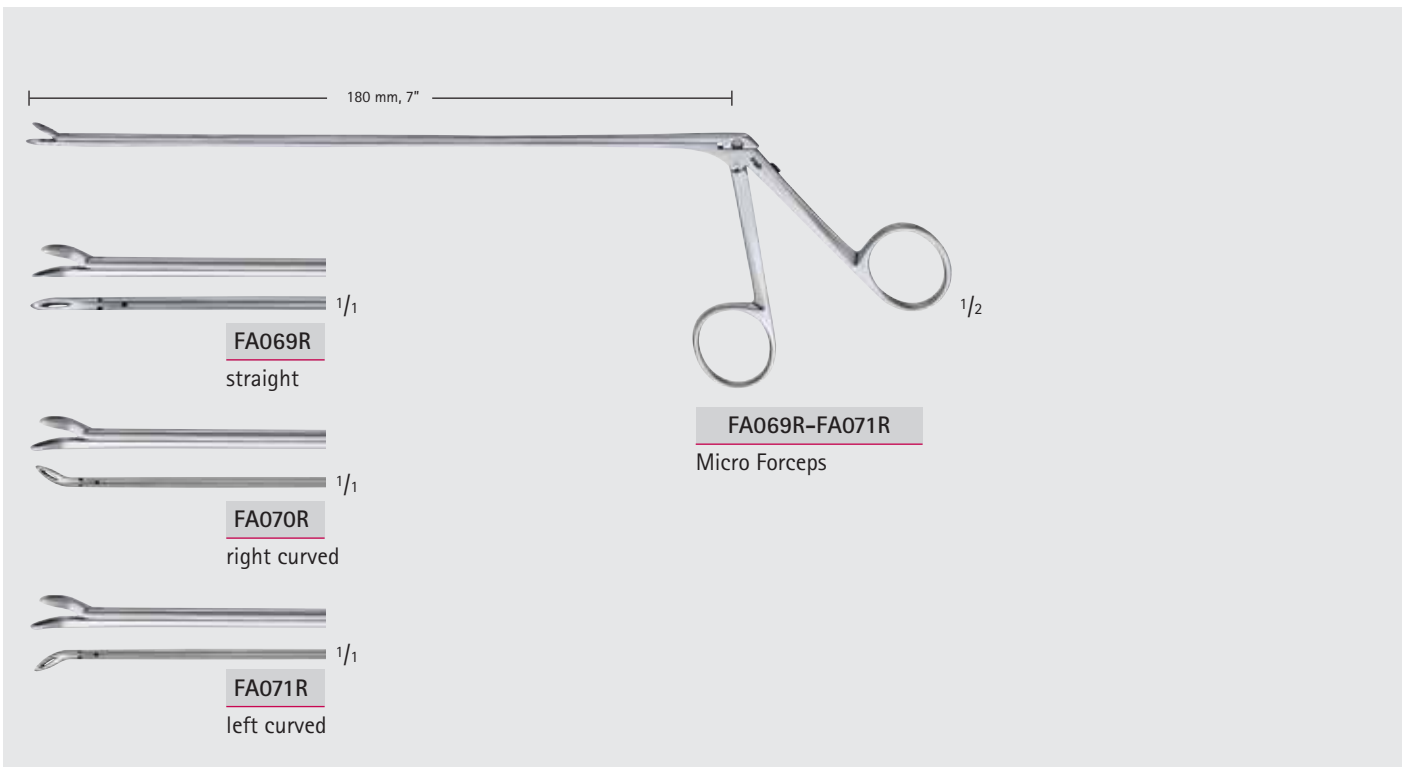 180 mm, 7"
1/1
FA069R
straight
1/2
FA069R–FA071R
Micro Forceps
1/1
FA070R
right curved
1/1
FA071R
left curved